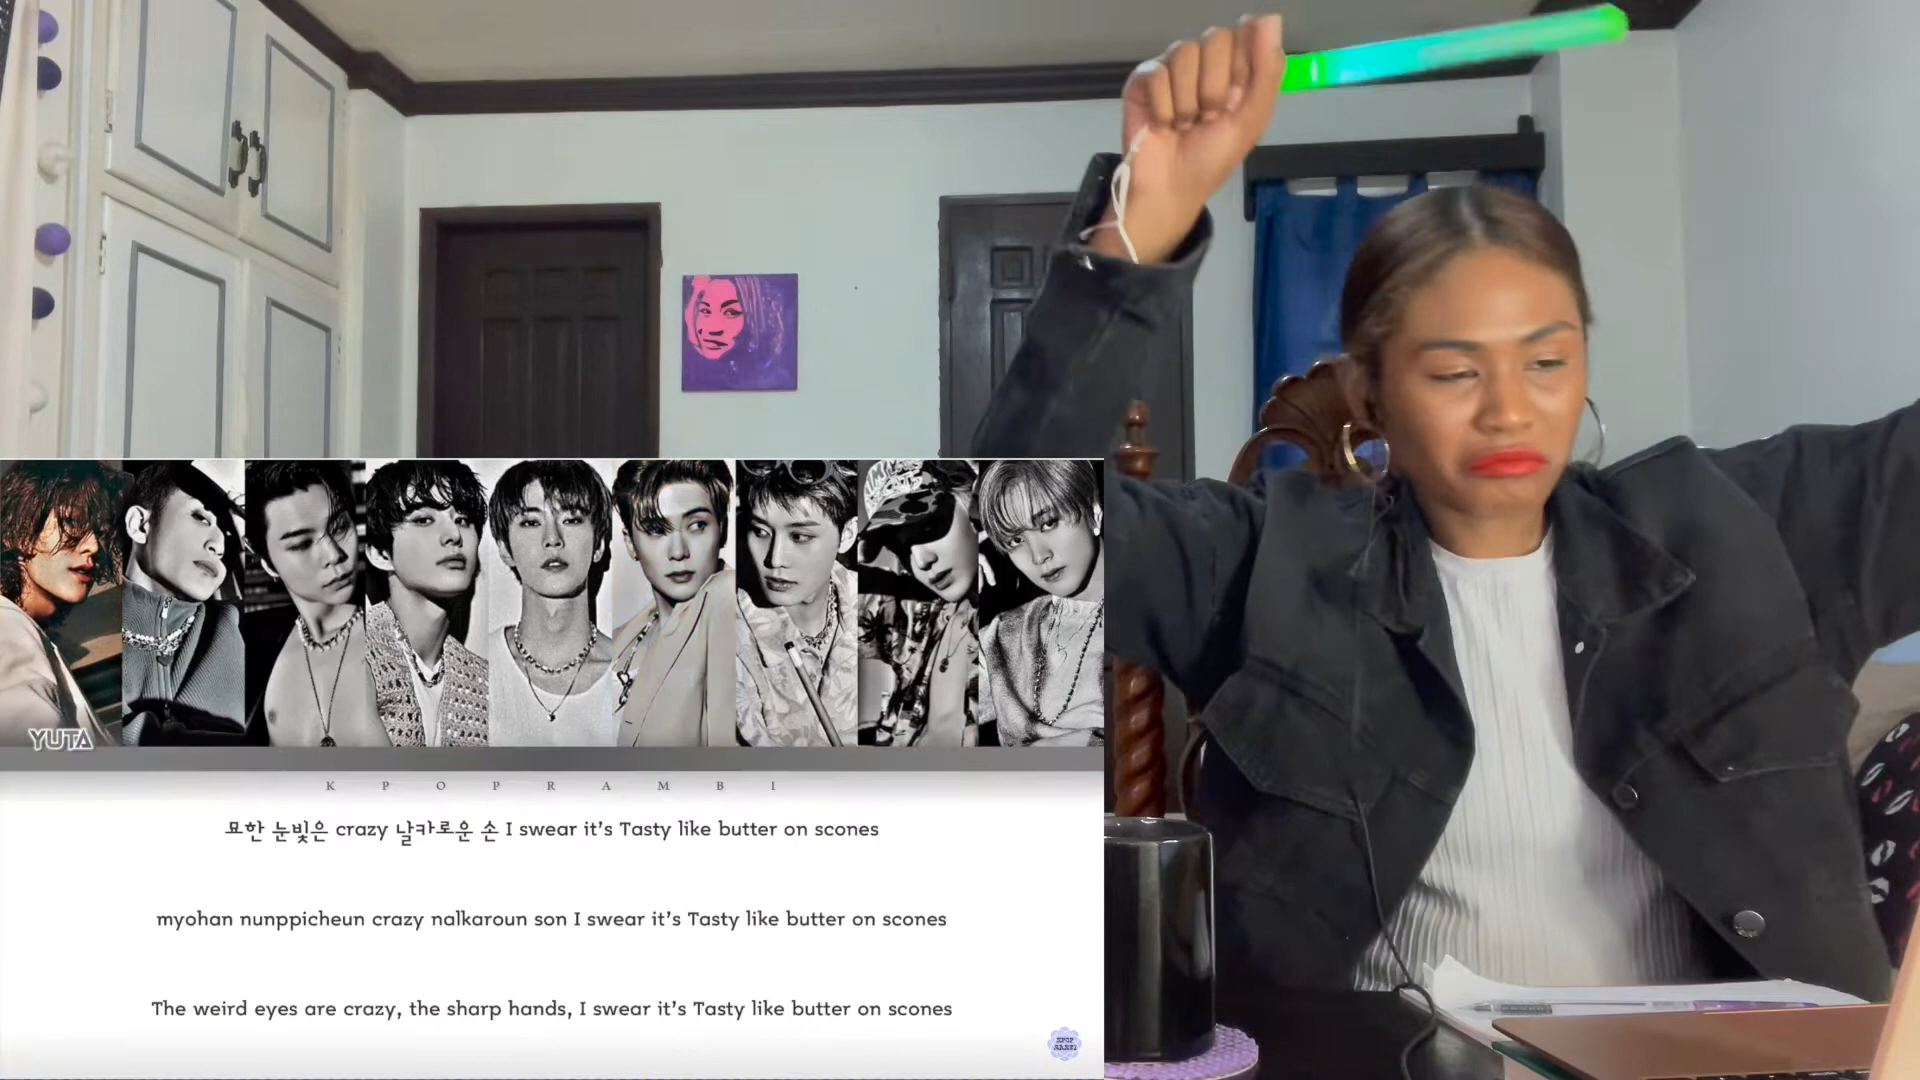 YUTA
K P O P R A M B I
묘한 눈빛은 crazy 날카로운 손 I swear it's Tasty like butter on scones
myohan nunppicheun crazy nalkaroun son I swear it's Tasty like butter on scones
The weird eyes are crazy, the sharp hands, I swear it's Tasty like butter on scones